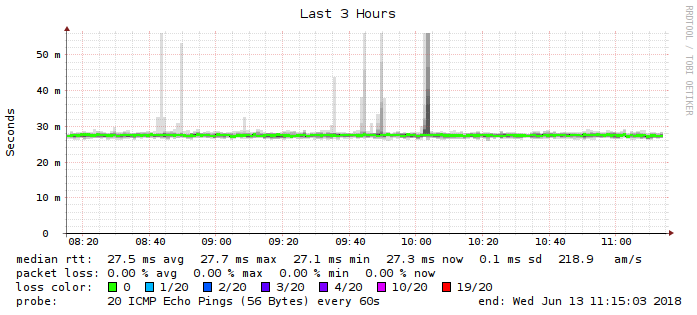 Last 3 Hours
RRDTOOL / TOBI OETIKER
Seconds
50 m
40 m
30 m
20 m
10 m
0
08:20 08:40 09:00 09:20 09:40 10:00 10:20 10:40 11:00
median rtt: 27.5 ms avg 27.7 ms max 27.1 ms min 27.3 ms now 0.1 ms sd 218.9 am/s
packet loss: 0.00 % avg 0.00 % max 0.00 % min 0.00 % now
loss color: 0 1/20 2/20 3/20 4/20 10/20 19/20
probe: 20 ICMP Echo Pings (56 Bytes) every 60s end: Wed Jun 13 11:15:03 2018